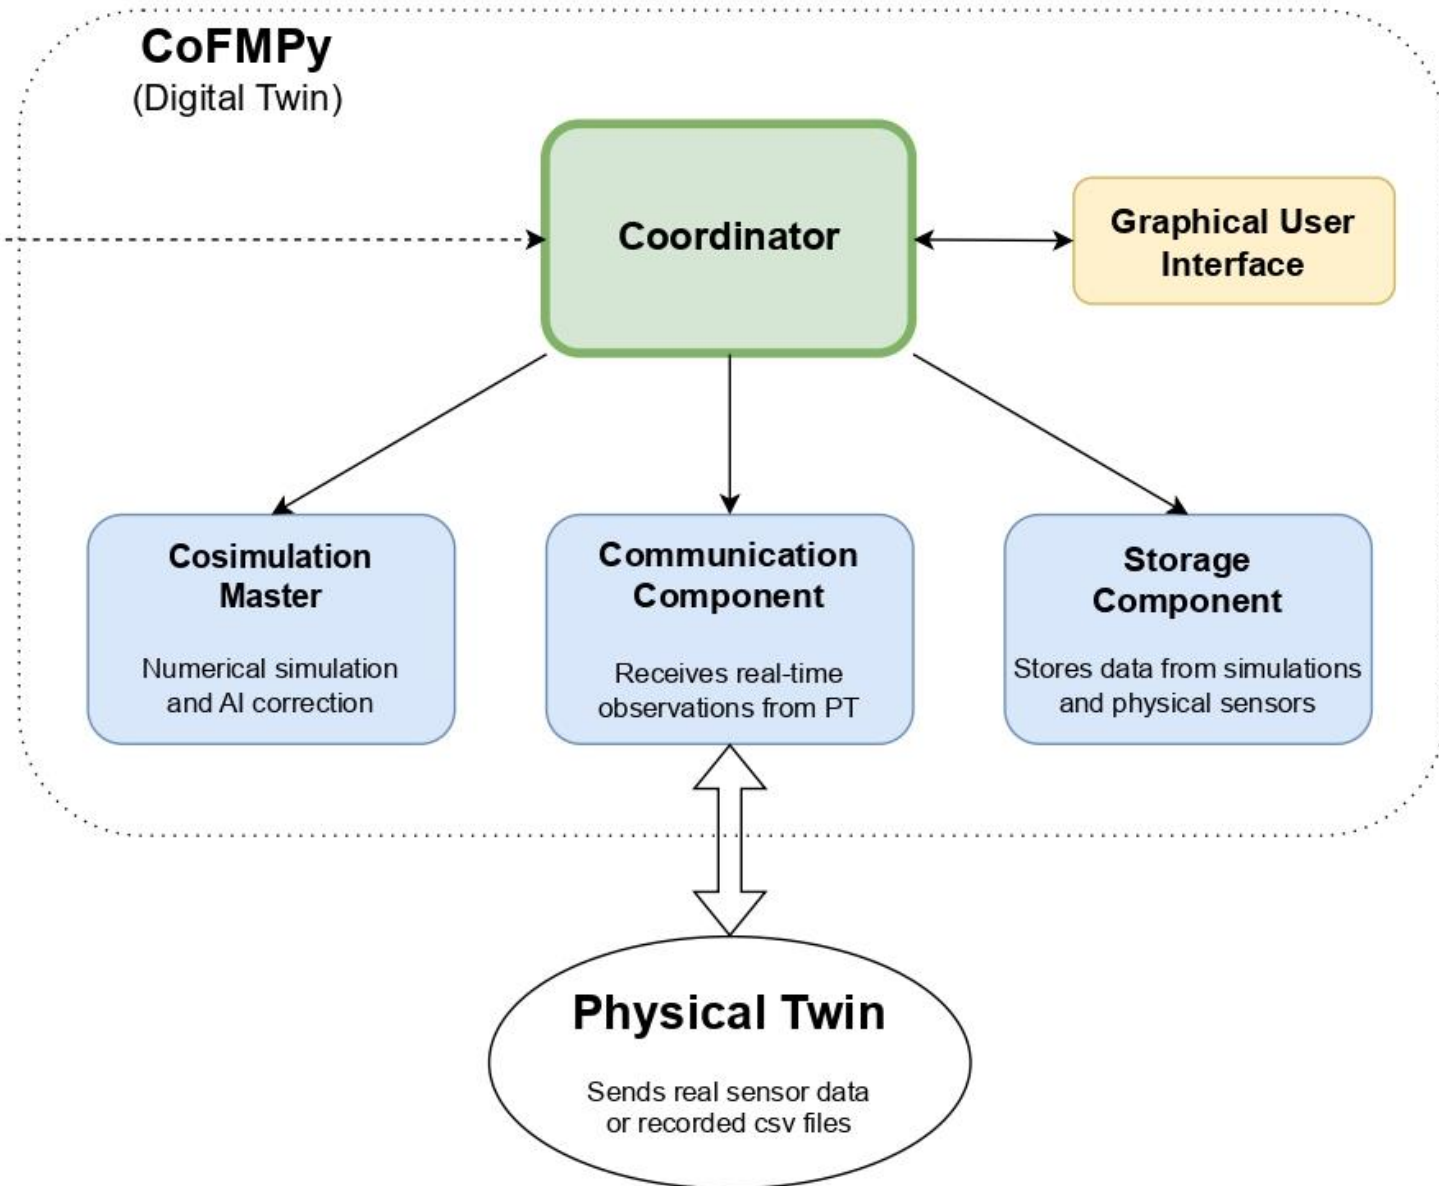 CoFMPy
(Digital Twin)
Coordinator
Graphical User
Interface
Cosimulation
Master
Numerical simulation
and AI correction
Communication
Component
Receives real-time
observations from PT
Storage
Component
Stores data from simulations
and physical sensors
Physical Twin
Sends real sensor data
or recorded csv files